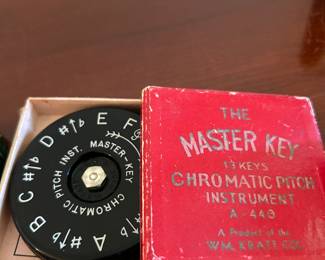 THE
MASTER KEY
13 KEYS
CHROMATIC PITCH
INSTRUMENT
A-440
A Product of the
WM. KRATT CO.
A #↑♭ B C #↑♭ D #↑♭ E F
MASTER-KEY
CHROMATIC PITCH INST.